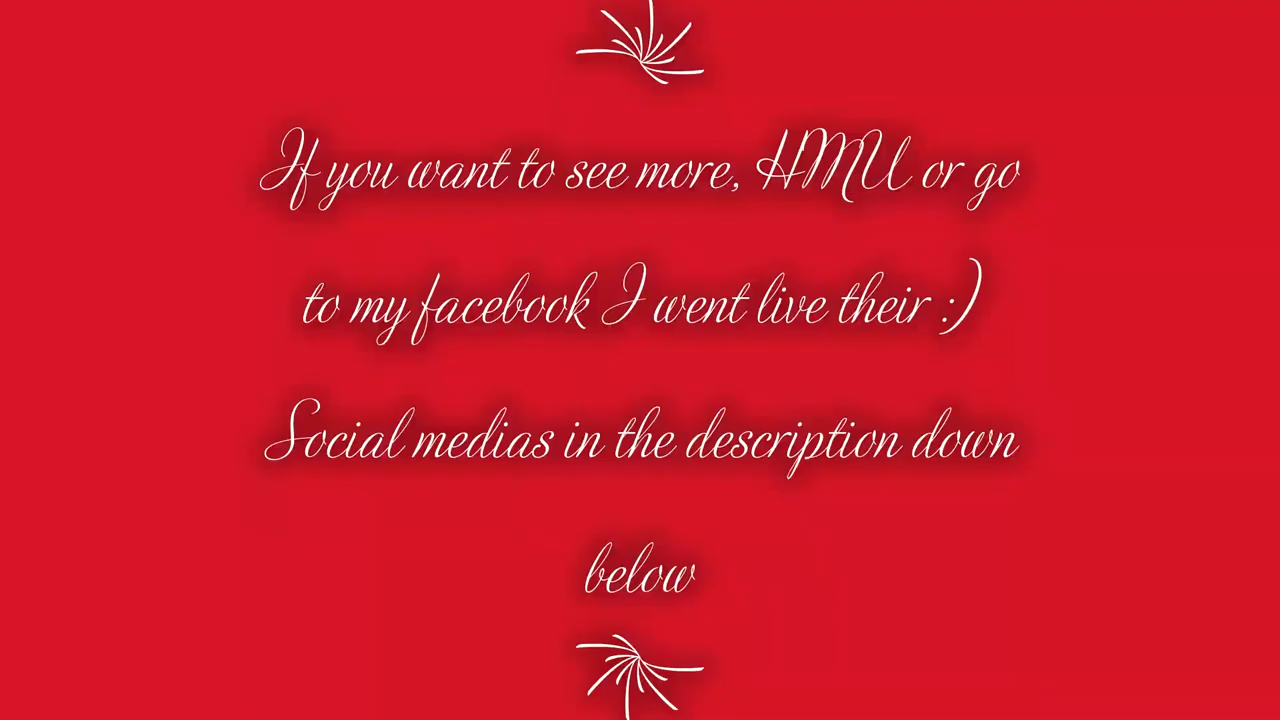 If you want to see more, HMU or go
to my facebook I went live their :)
Social medias in the description down
below